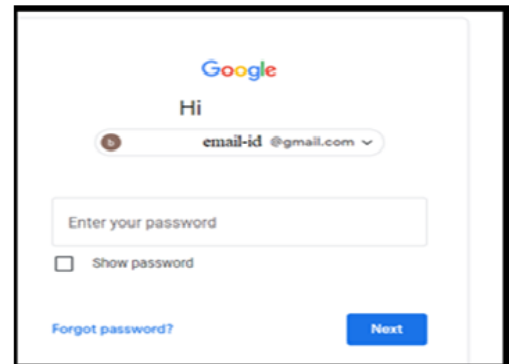 Google
Hi
email-id @gmail.com
Enter your password
Show password
Forgot password?
Next